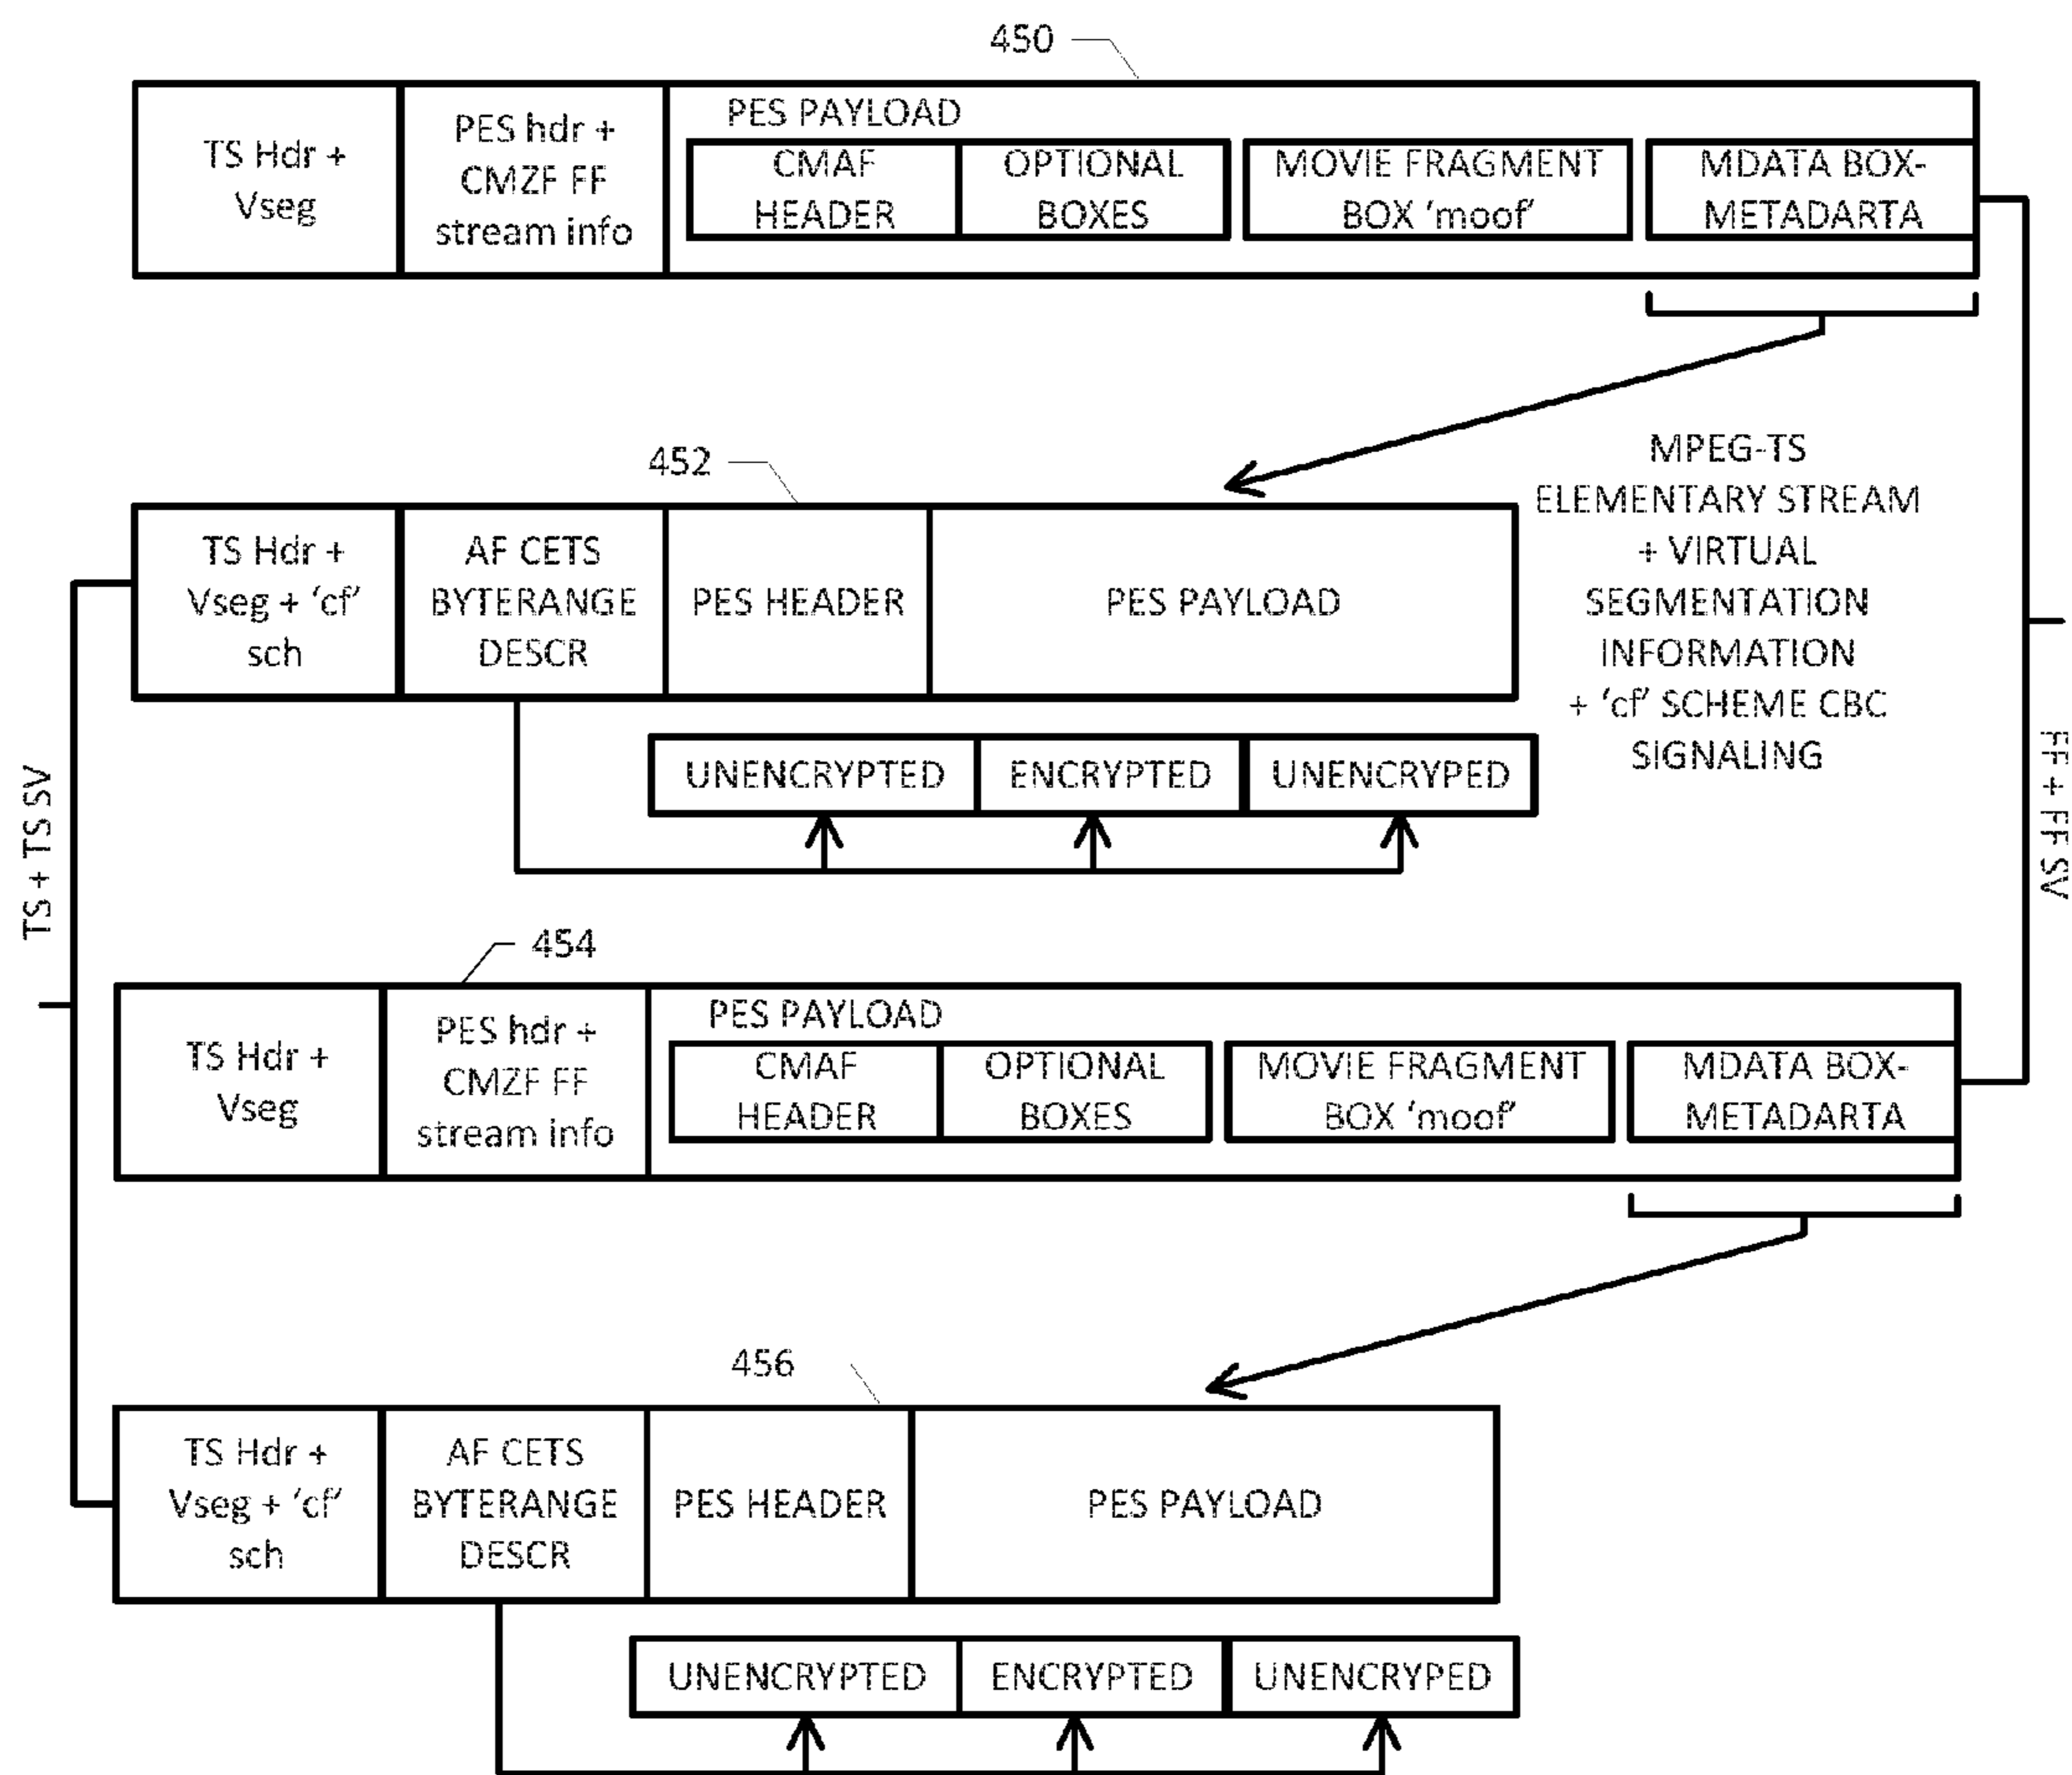 450
TS Hdr +
Vseg
PES hdr +
CMZF FF
stream info
PES PAYLOAD
CMAF
HEADER
OPTIONAL
BOXES
MOVIE FRAGMENT
BOX ‘moof’
MDATA BOX-
METADARTA
452
TS Hdr +
Vseg + ‘cf’
sch
AF CETS
BYTERANGE
DESCR
PES HEADER
PES PAYLOAD
MPEG-TS
ELEMENTARY STREAM
+ VIRTUAL
SEGMENTATION
INFORMATION
+ ‘cf’ SCHEME CBC
SIGNALING
UNENCRYPTED
ENCRYPTED
UNENCRYPED
TS + TS SV
FF + FF SV
454
TS Hdr +
Vseg
PES hdr +
CMZF FF
stream info
PES PAYLOAD
CMAF
HEADER
OPTIONAL
BOXES
MOVIE FRAGMENT
BOX ‘moof’
MDATA BOX-
METADARTA
456
TS Hdr +
Vseg + ‘cf’
sch
AF CETS
BYTERANGE
DESCR
PES HEADER
PES PAYLOAD
UNENCRYPTED
ENCRYPTED
UNENCRYPED